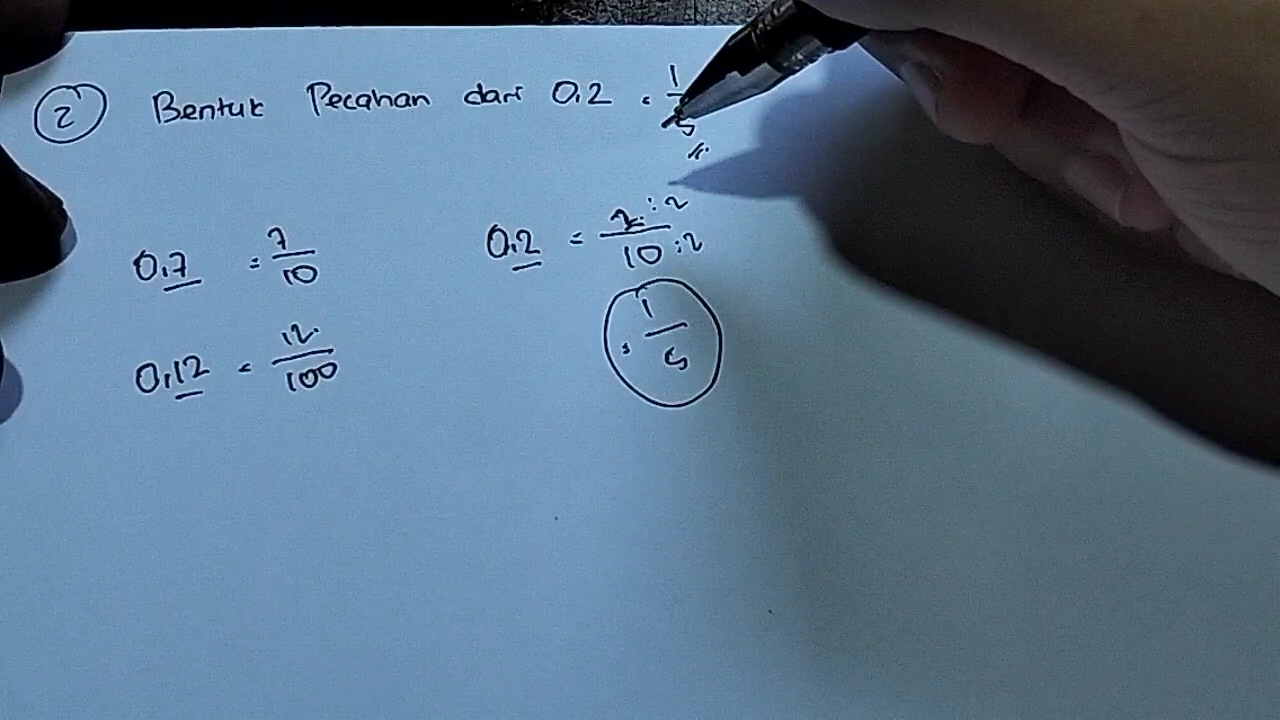 2 Bentuk Pecahan dari 0,2 = 1/5
0,7 = 7/10
0,12 = 12/100
0,2 = 2:2/10:2
= 1/5